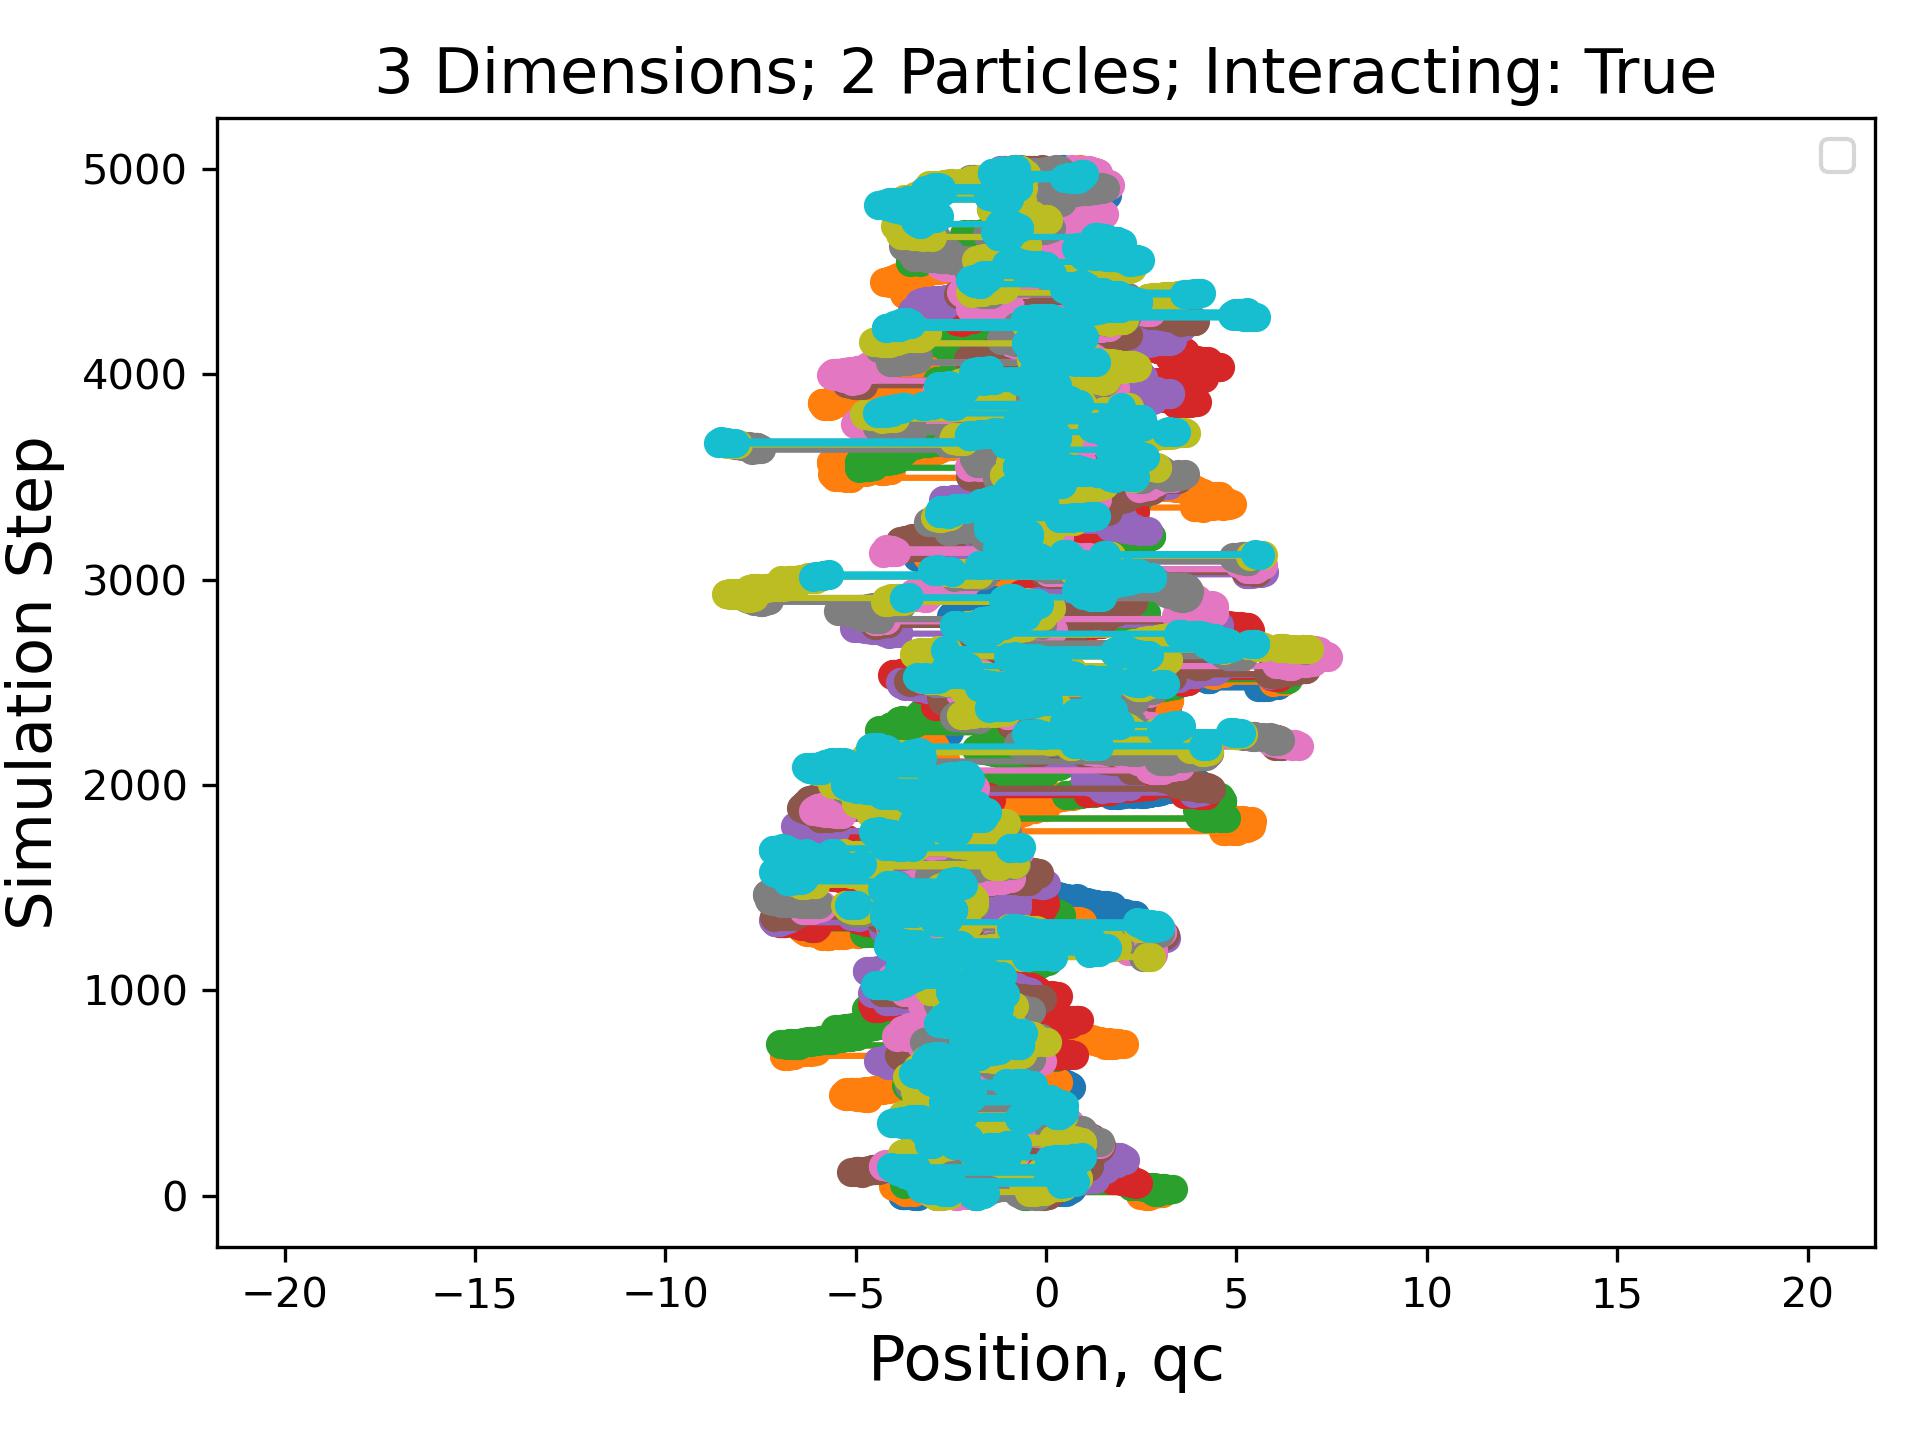 3 Dimensions; 2 Particles; Interacting: True
Simulation Step
5000
4000
3000
2000
1000
0
−20 −15 −10 −5 0 5 10 15 20
Position, qc